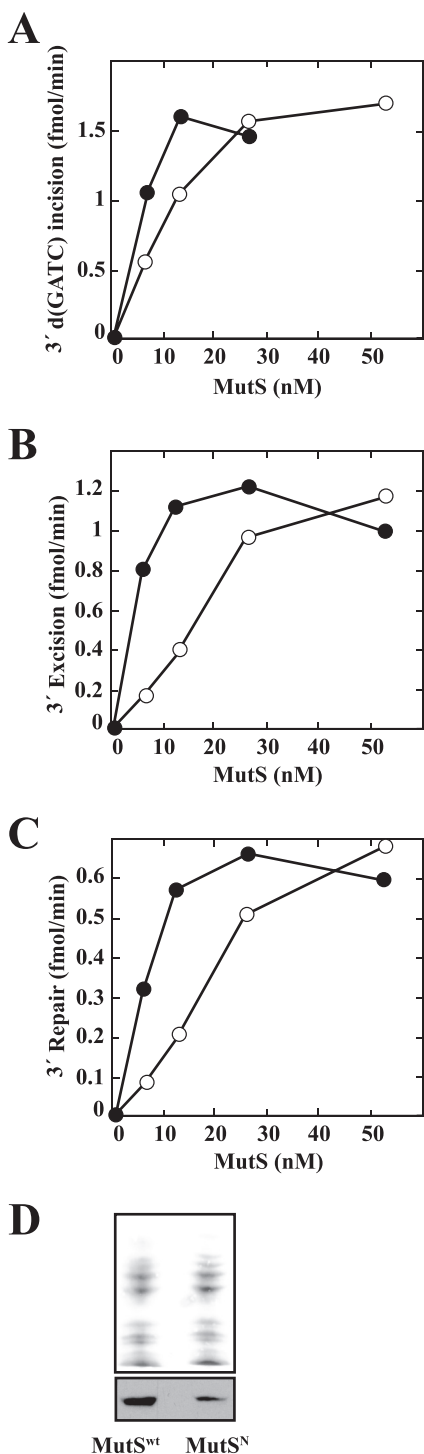 A
3´ d(GATC) incision (fmol/min)
1.5
1
0.5
0
0 10 20 30 40 50
MutS (nM)
B
3´ Excision (fmol/min)
1.2
1
0.8
0.6
0.4
0.2
0
0 10 20 30 40 50
MutS (nM)
C
3´ Repair (fmol/min)
0.6
0.5
0.4
0.3
0.2
0.1
0
0 10 20 30 40 50
MutS (nM)
D
MutSwt MutSN